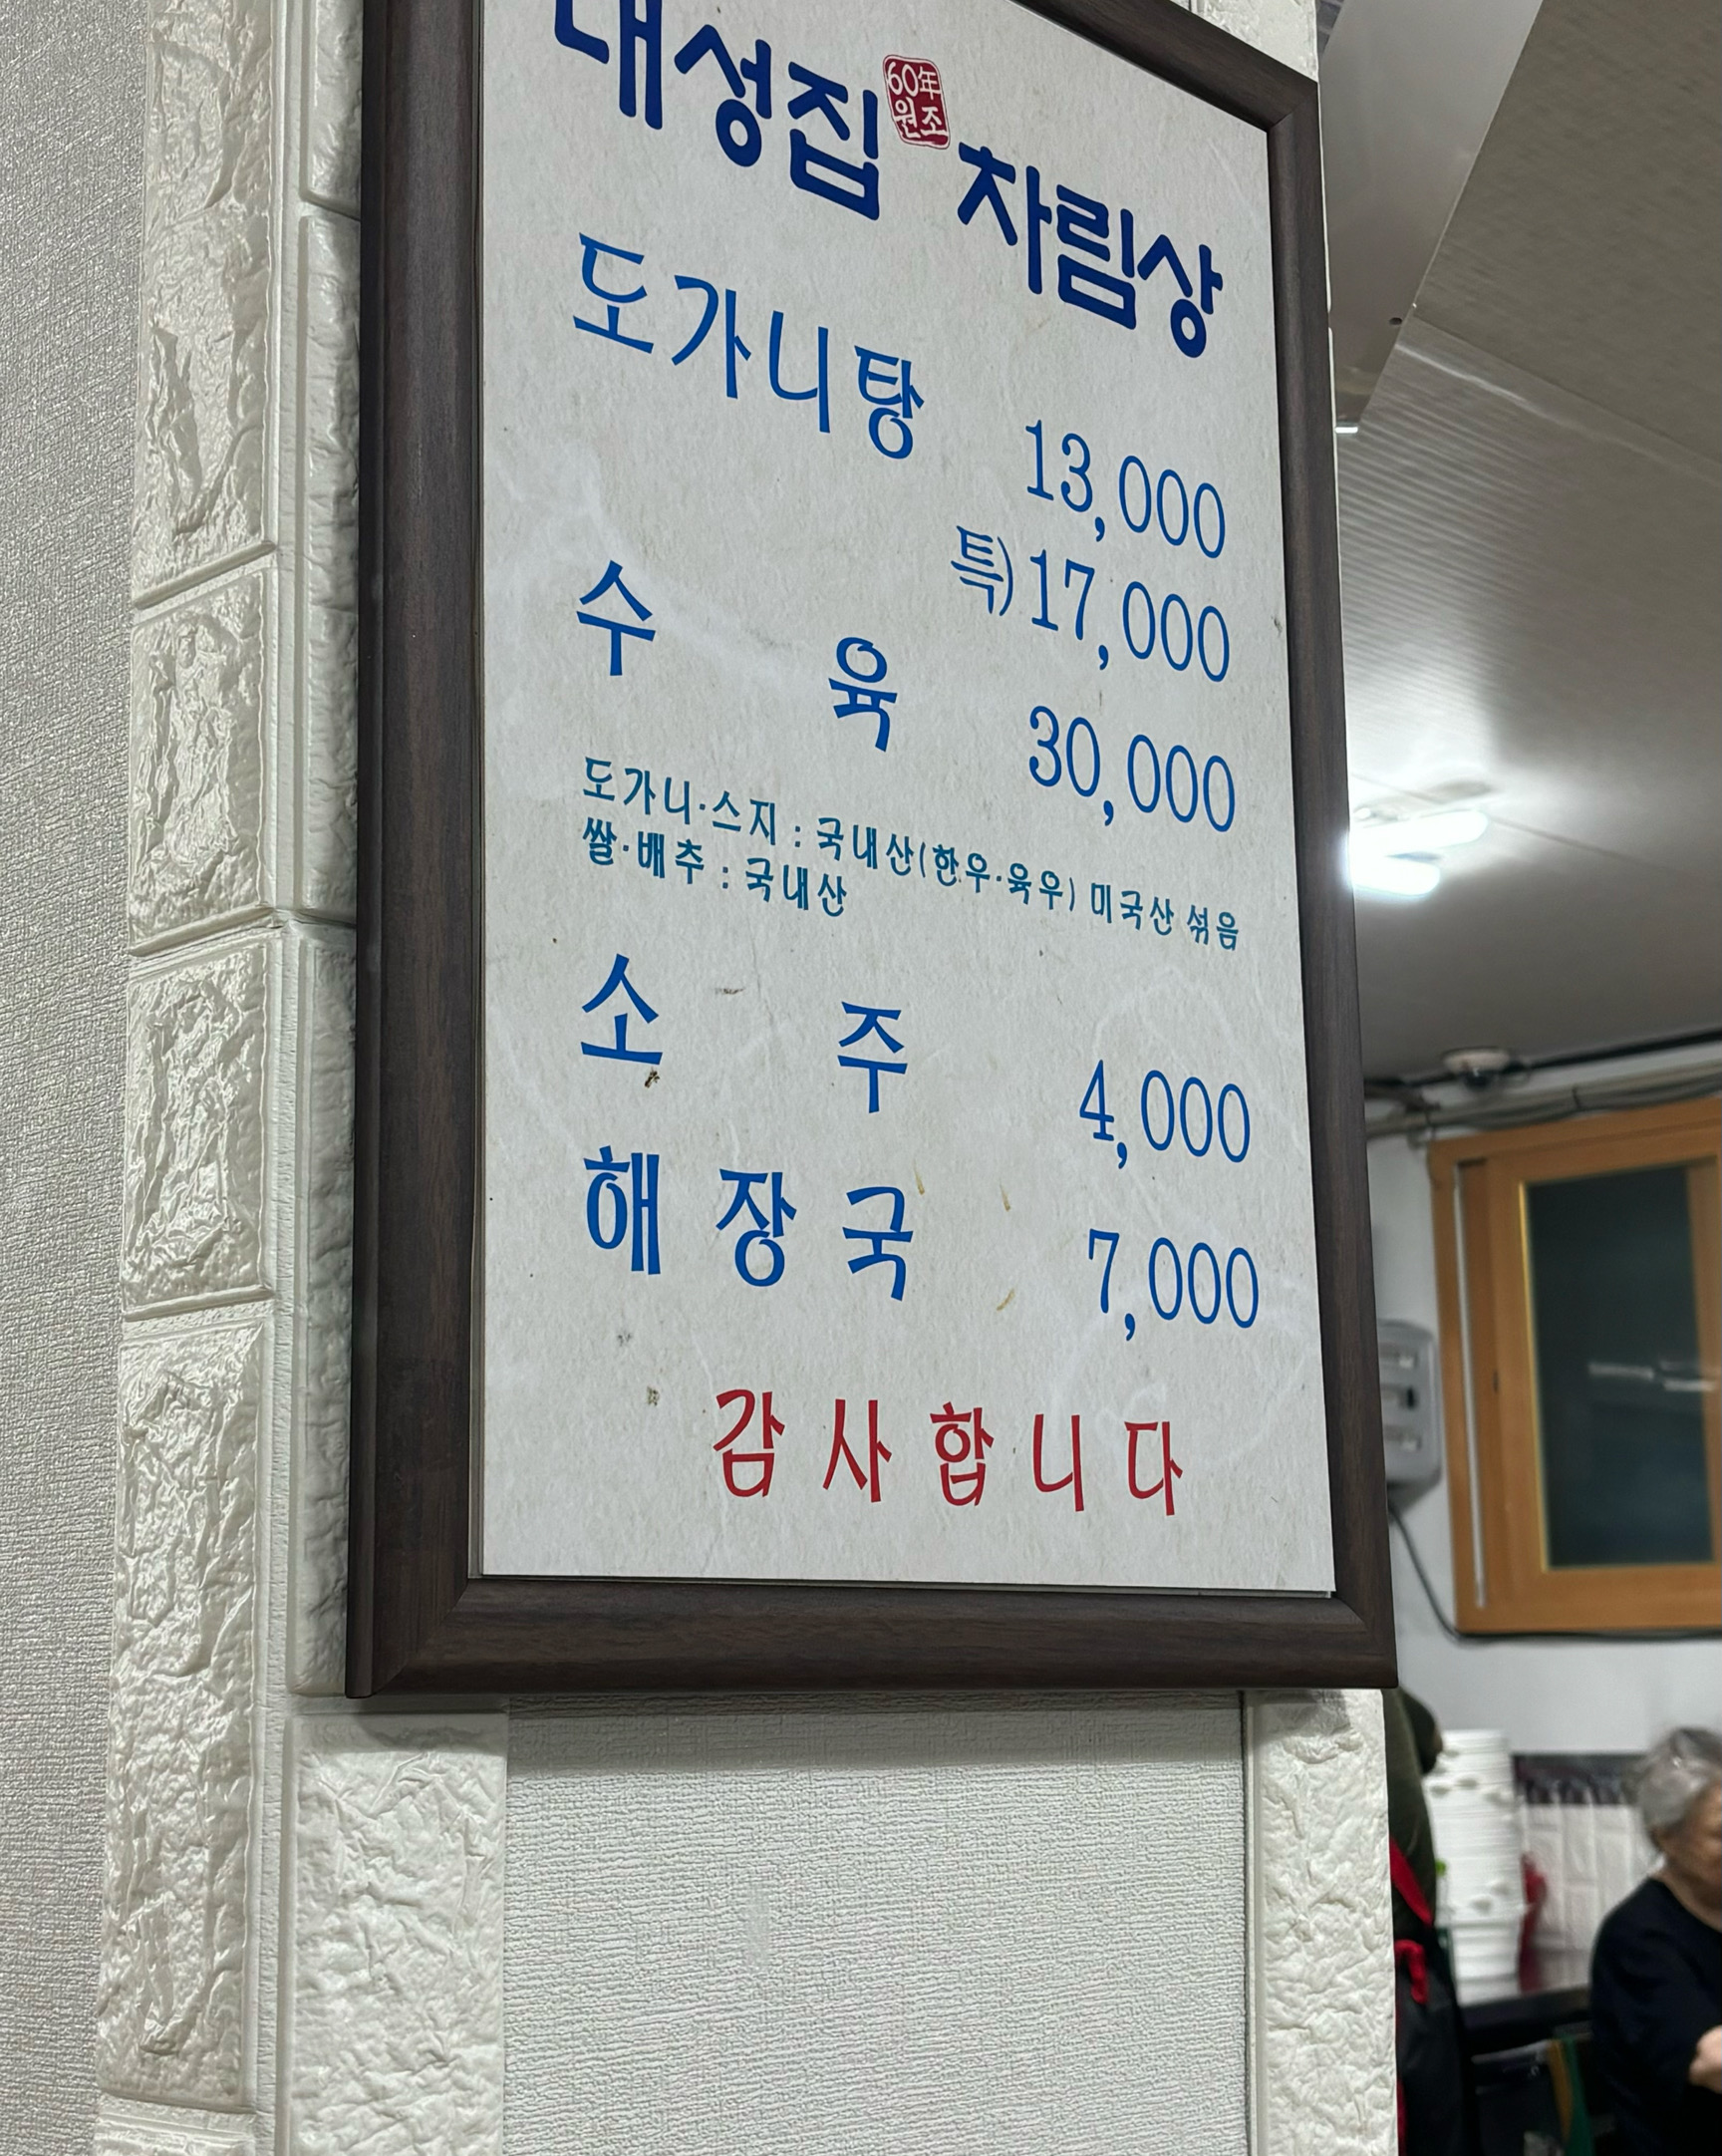 대성집 60年 원조 차림상
도가니탕 13,000
특) 17,000
수육 30,000
도가니·스지 : 국내산(한우·육우) 미국산 섞음
쌀·배추 : 국내산
소주 4,000
해장국 7,000
감사합니다